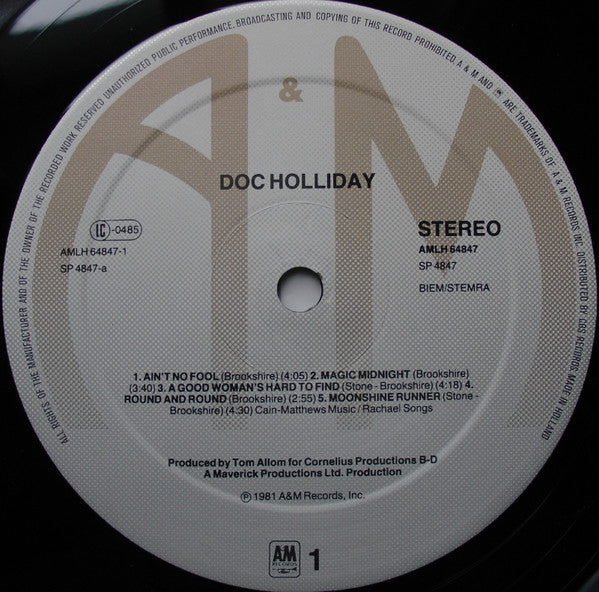 ALL RIGHTS OF THE MANUFACTURER AND OF THE OWNER OF THE RECORDED WORK RESERVED UNAUTHORIZED PUBLIC PERFORMANCE, BROADCASTING AND COPYING OF THIS RECORD PROHIBITED. A & M AND AM ARE TRADEMARKS OF A & M RECORDS INC. DISTRIBUTED BY CBS RECORDS. MADE IN HOLLAND
A & M
DOC HOLLIDAY
LC -0485
AMLH 64847-1
SP 4847-a
STEREO
AMLH 64847
SP 4847
BIEM/STEMRA
1. AIN'T NO FOOL (Brookshire) (4:05) 2. MAGIC MIDNIGHT (Brookshire)
(3:40) 3. A GOOD WOMAN'S HARD TO FIND (Stone - Brookshire) (4:18) 4.
ROUND AND ROUND (Brookshire) (2:55) 5. MOONSHINE RUNNER (Stone -
Brookshire) (4:30) Cain-Matthews Music / Rachael Songs
Produced by Tom Allom for Cornelius Productions B-D
A Maverick Productions Ltd. Production
℗ 1981 A&M Records, Inc.
AM
RECORDS
1